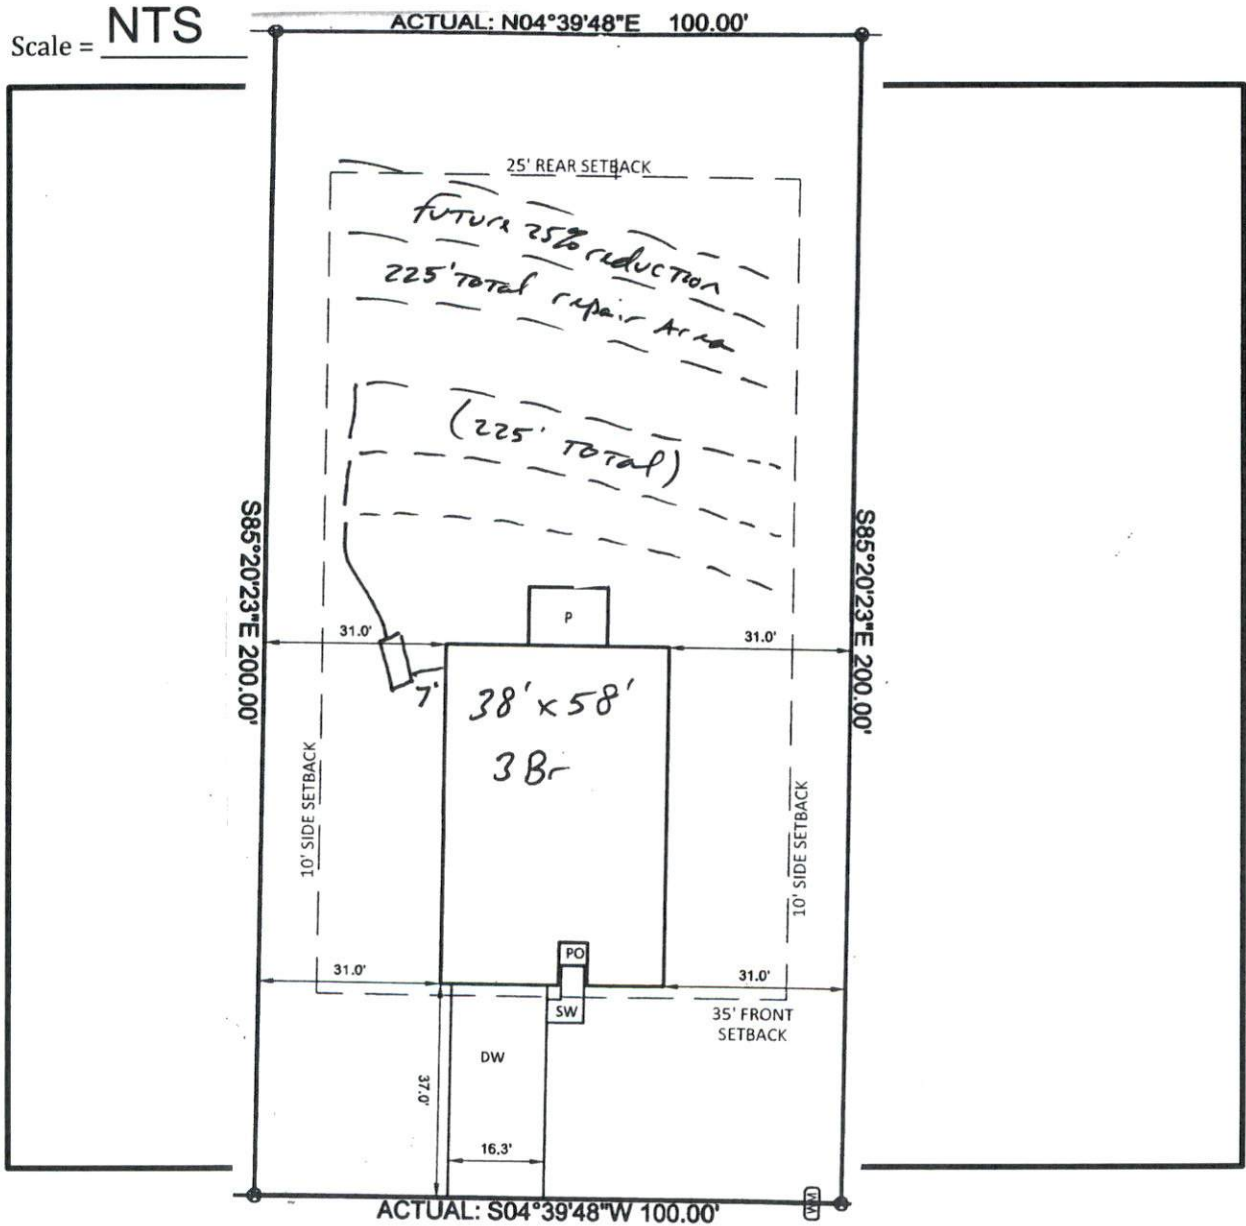 Scale = NTS
ACTUAL: N04°39'48"E 100.00'
25' REAR SETBACK
future 25% reduction
225' Total repair Area
(225' TOTAL)
S85°20'23"E 200.00'
S85°20'23"E 200.00'
31.0'
P
31.0'
7'
38' x 58'
3 Br
10' SIDE SETBACK
10' SIDE SETBACK
PO
31.0'
31.0'
SW
35' FRONT
SETBACK
DW
37.0'
16.3'
WM
ACTUAL: S04°39'48"W 100.00'